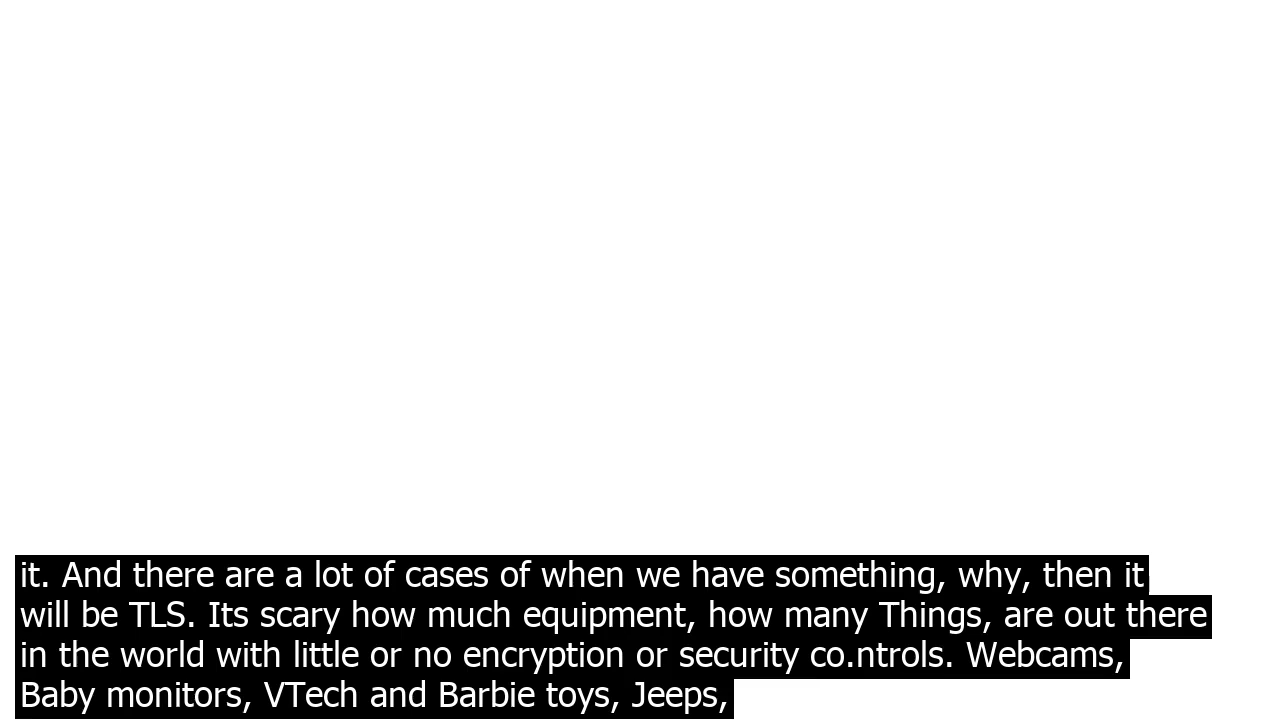 it. And there are a lot of cases of when we have something, why, then it
will be TLS. Its scary how much equipment, how many Things, are out there
in the world with little or no encryption or security co.ntrols. Webcams,
Baby monitors, VTech and Barbie toys, Jeeps,